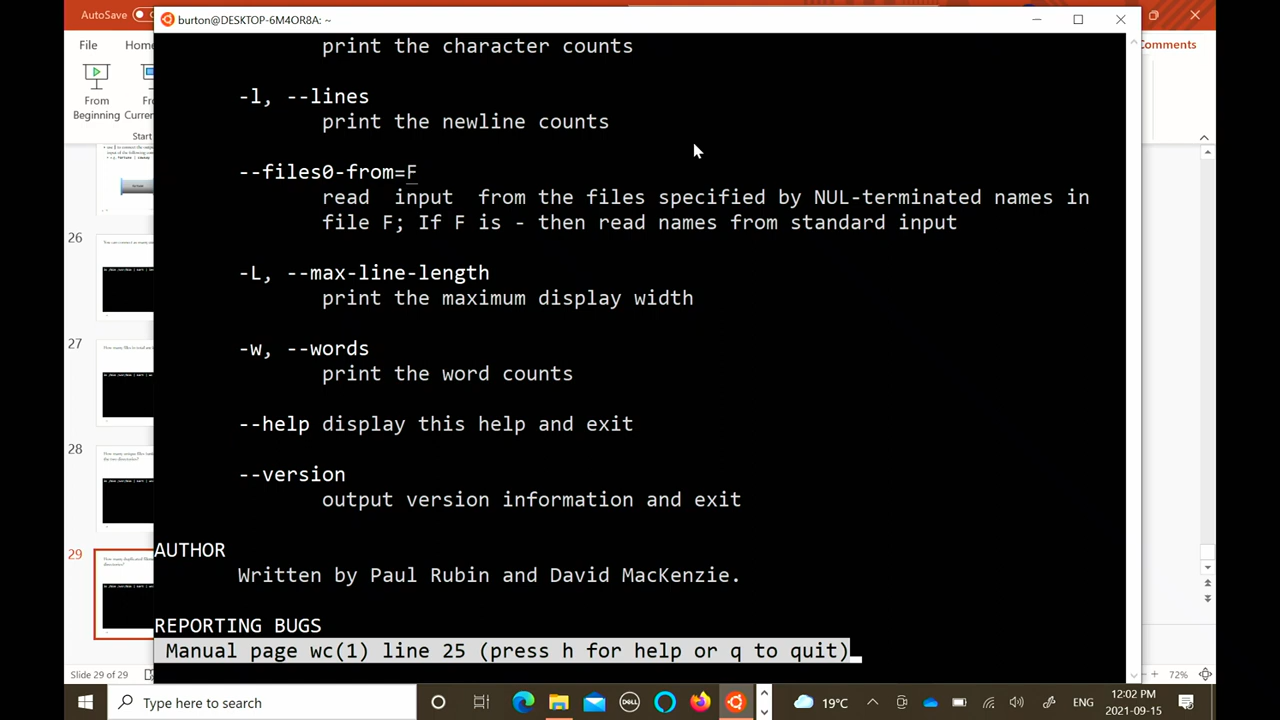 AutoSave
burton@DESKTOP-6M4OR8A: ~
File
Home
Comments
From
Beginning
Current
Start
print the character counts
-l, --lines
print the newline counts
--files0-from=F
read input from the files specified by NUL-terminated names in
file F; If F is - then read names from standard input
-L, --max-line-length
print the maximum display width
-w, --words
print the word counts
--help display this help and exit
--version
output version information and exit
AUTHOR
Written by Paul Rubin and David MacKenzie.
REPORTING BUGS
Manual page wc(1) line 25 (press h for help or q to quit)
26
27
28
29
Slide 29 of 29
72%
Type here to search
DELL
19°C
ENG
12:02 PM
2021-09-15